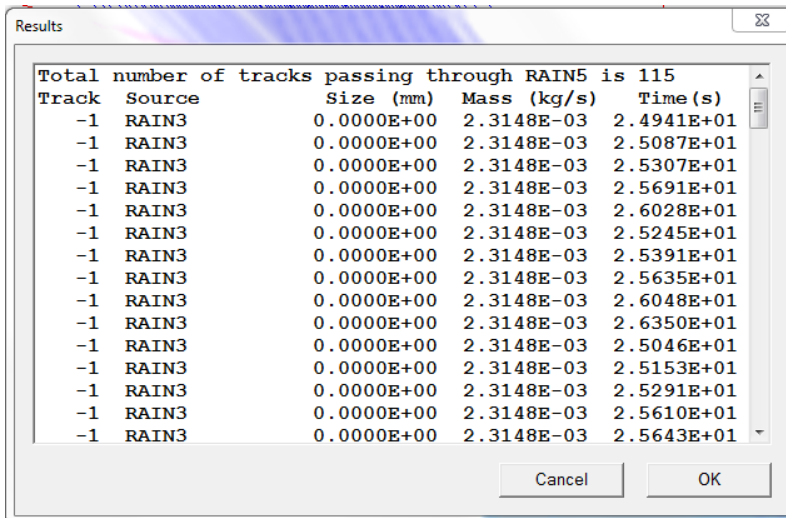 Results
Total number of tracks passing through RAIN5 is 115
Track Source Size (mm) Mass (kg/s) Time(s)
-1 RAIN3 0.0000E+00 2.3148E-03 2.4941E+01
-1 RAIN3 0.0000E+00 2.3148E-03 2.5087E+01
-1 RAIN3 0.0000E+00 2.3148E-03 2.5307E+01
-1 RAIN3 0.0000E+00 2.3148E-03 2.5691E+01
-1 RAIN3 0.0000E+00 2.3148E-03 2.6028E+01
-1 RAIN3 0.0000E+00 2.3148E-03 2.5245E+01
-1 RAIN3 0.0000E+00 2.3148E-03 2.5391E+01
-1 RAIN3 0.0000E+00 2.3148E-03 2.5635E+01
-1 RAIN3 0.0000E+00 2.3148E-03 2.6048E+01
-1 RAIN3 0.0000E+00 2.3148E-03 2.6350E+01
-1 RAIN3 0.0000E+00 2.3148E-03 2.5046E+01
-1 RAIN3 0.0000E+00 2.3148E-03 2.5153E+01
-1 RAIN3 0.0000E+00 2.3148E-03 2.5291E+01
-1 RAIN3 0.0000E+00 2.3148E-03 2.5610E+01
-1 RAIN3 0.0000E+00 2.3148E-03 2.5643E+01
Cancel OK